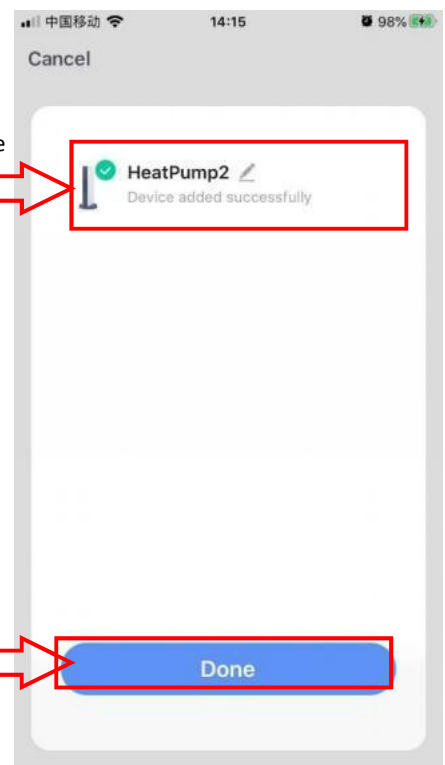 中国移动 14:15 98%
Cancel
e
HeatPump2
Device added successfully
Done